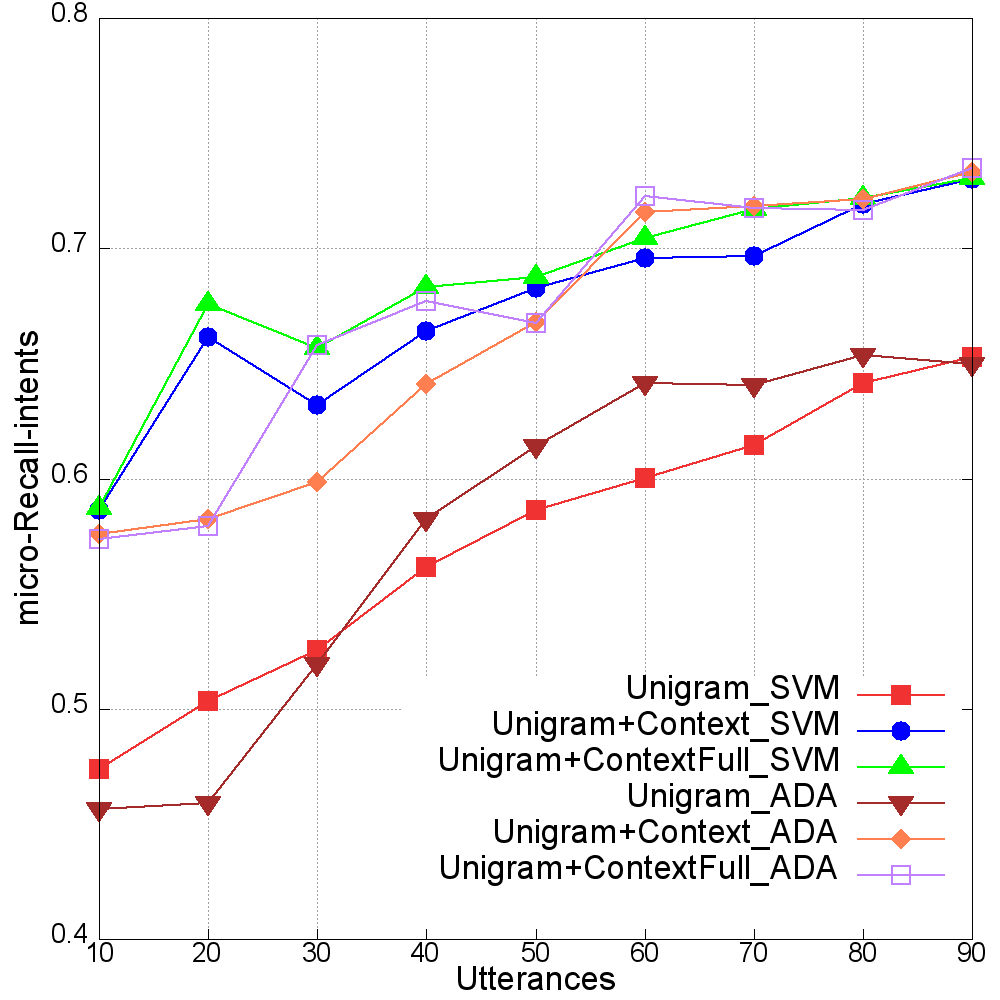 0.8
0.7
0.6
0.5
0.4
micro-Recall-intents
Unigram_SVM
Unigram+Context_SVM
Unigram+ContextFull_SVM
Unigram_ADA
Unigram+Context_ADA
Unigram+ContextFull_ADA
10 20 30 40 50 60 70 80 90
Utterances